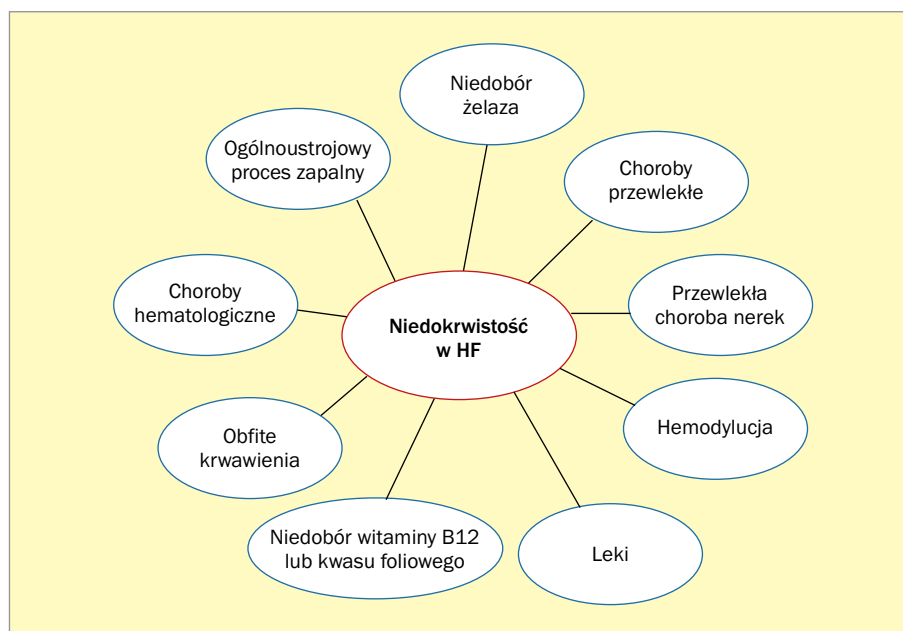 Niedobór
żelaza
Ogólnoustrojowy
proces zapalny
Choroby
przewlekłe
Choroby
hematologiczne
Przewlekła
choroba nerek
Niedokrwistość
w HF
Obfite
krwawienia
Hemodylucja
Niedobór witaminy B12
lub kwasu foliowego
Leki